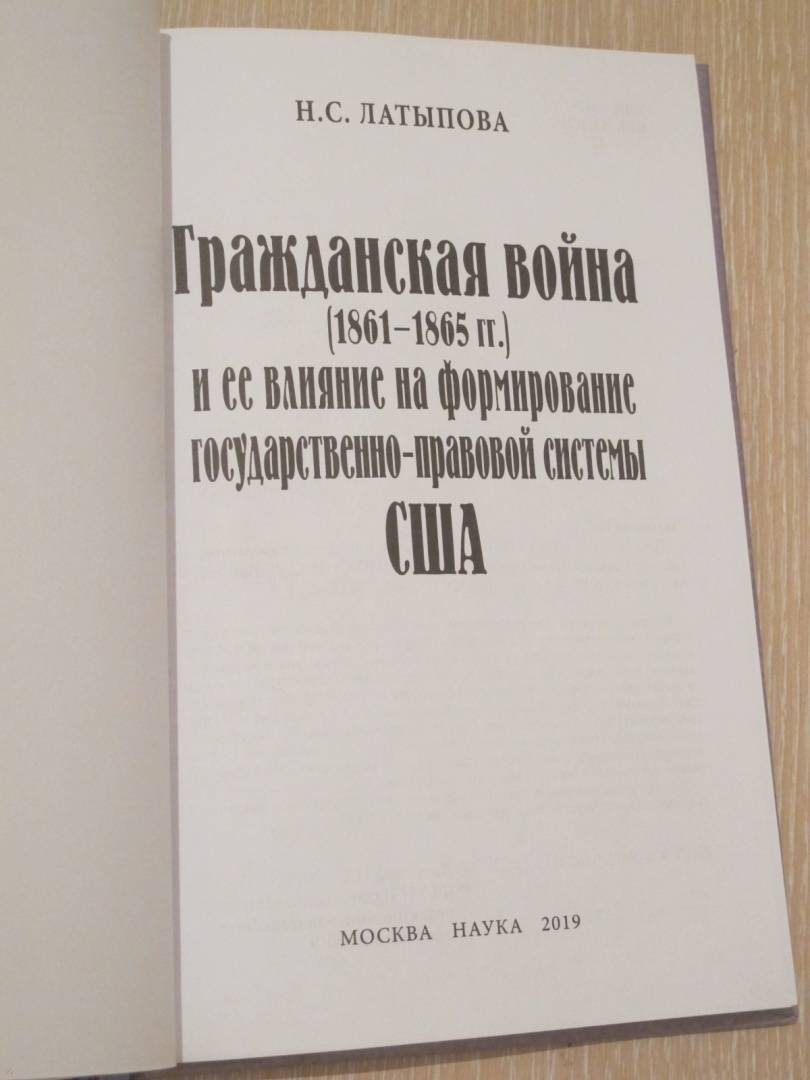 Н.С. ЛАТЫПОВА
Гражданская война
(1861–1865 гг.)
и ее влияние на формирование
государственно-правовой системы
США
МОСКВА НАУКА 2019